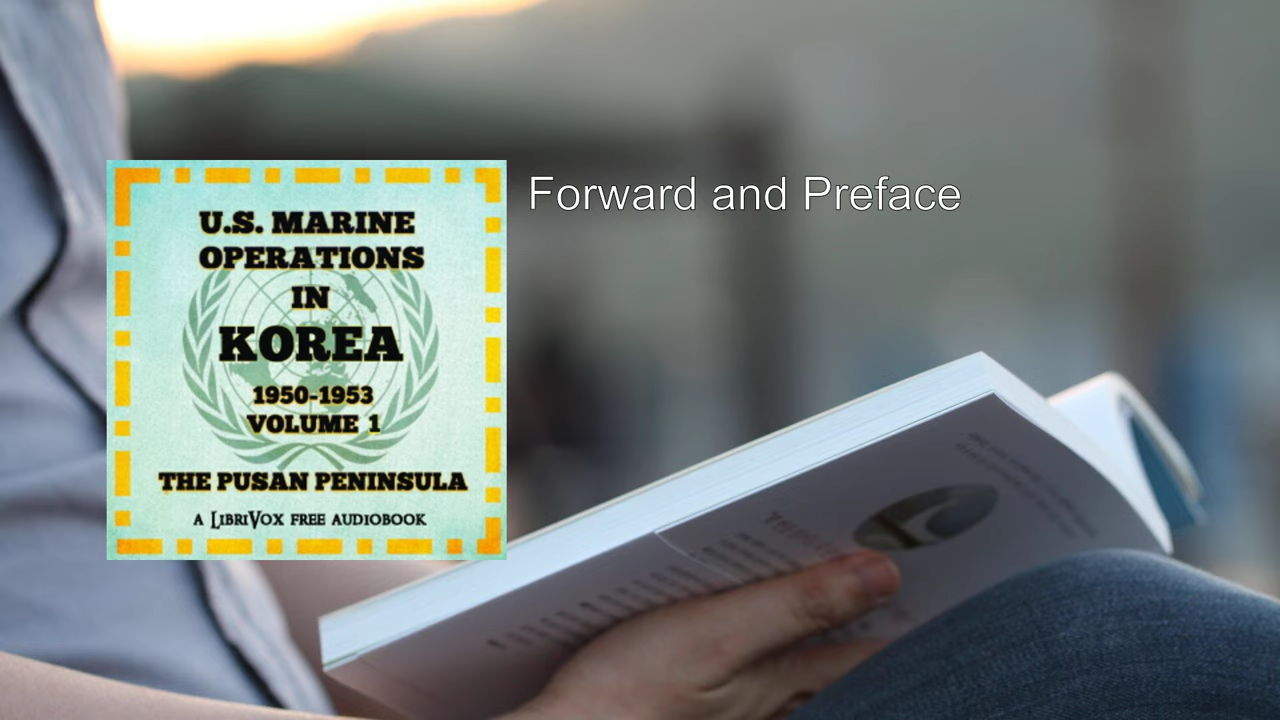 Forward and Preface
U.S. MARINE
OPERATIONS
IN
KOREA
1950-1953
VOLUME 1
THE PUSAN PENINSULA
A LIBRIVOX FREE AUDIOBOOK